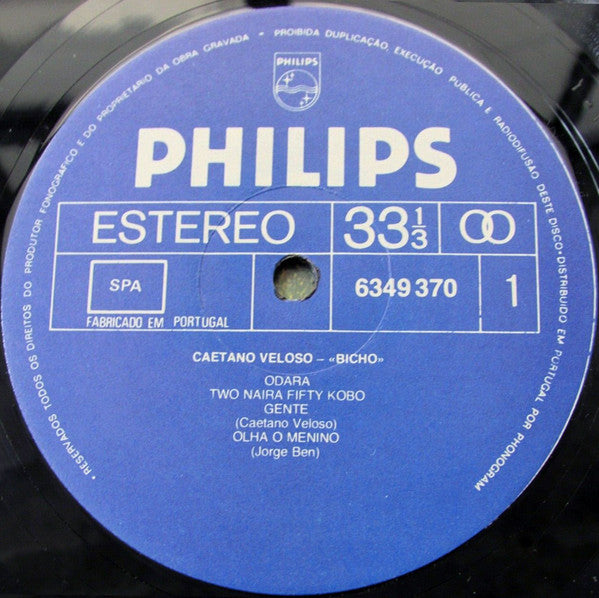 • RESERVADOS TODOS OS DIREITOS DO PRODUTOR FONOGRÁFICO E DO PROPRIETÁRIO DA OBRA GRAVADA • PROIBIDA DUPLICAÇÃO, EXECUÇÃO PÚBLICA E RADIODIFUSÃO DESTE DISCO • DISTRIBUIDO EM PORTUGAL POR PHONOGRAM
PHILIPS
PHILIPS
ESTEREO 33 1/3
SPA 6349 370 1
FABRICADO EM PORTUGAL
CAETANO VELOSO – «BICHO»
ODARA
TWO NAIRA FIFTY KOBO
GENTE
(Caetano Veloso)
OLHA O MENINO
(Jorge Ben)